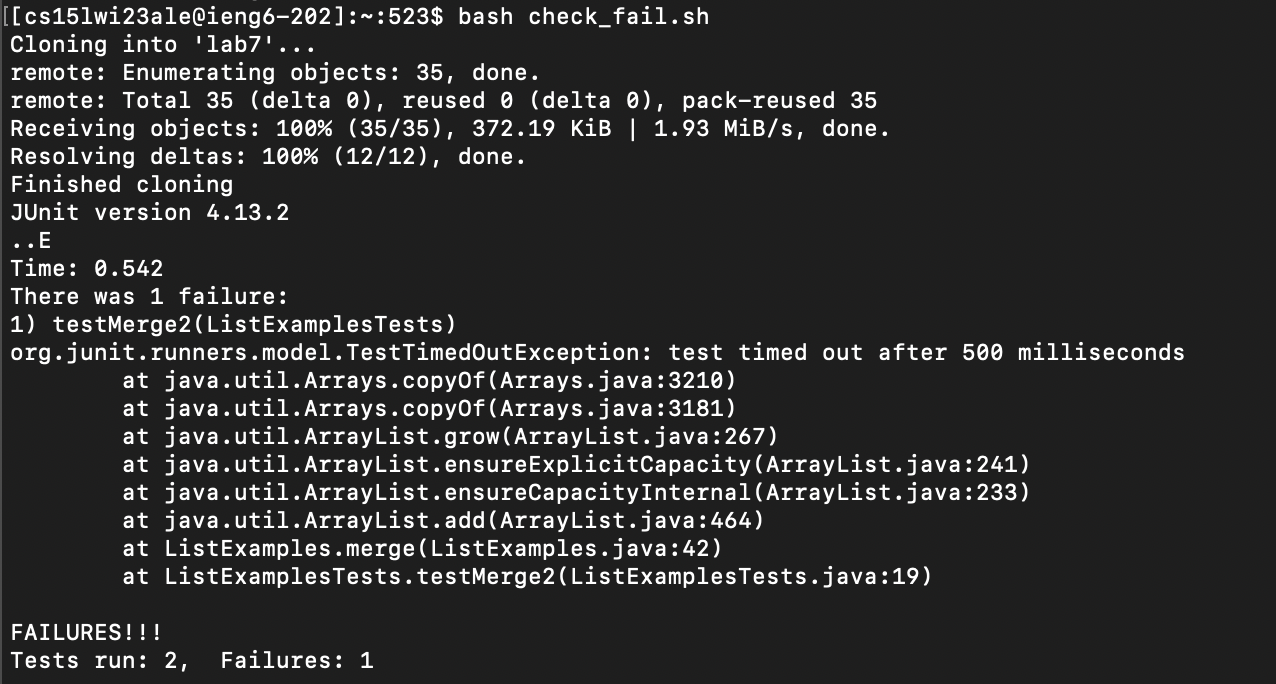 [[cs15lwi23ale@ieng6-202]:~:523$ bash check_fail.sh
Cloning into 'lab7'...
remote: Enumerating objects: 35, done.
remote: Total 35 (delta 0), reused 0 (delta 0), pack-reused 35
Receiving objects: 100% (35/35), 372.19 KiB | 1.93 MiB/s, done.
Resolving deltas: 100% (12/12), done.
Finished cloning
JUnit version 4.13.2
..E
Time: 0.542
There was 1 failure:
1) testMerge2(ListExamplesTests)
org.junit.runners.model.TestTimedOutException: test timed out after 500 milliseconds
        at java.util.Arrays.copyOf(Arrays.java:3210)
        at java.util.Arrays.copyOf(Arrays.java:3181)
        at java.util.ArrayList.grow(ArrayList.java:267)
        at java.util.ArrayList.ensureExplicitCapacity(ArrayList.java:241)
        at java.util.ArrayList.ensureCapacityInternal(ArrayList.java:233)
        at java.util.ArrayList.add(ArrayList.java:464)
        at ListExamples.merge(ListExamples.java:42)
        at ListExamplesTests.testMerge2(ListExamplesTests.java:19)

FAILURES!!!
Tests run: 2,  Failures: 1